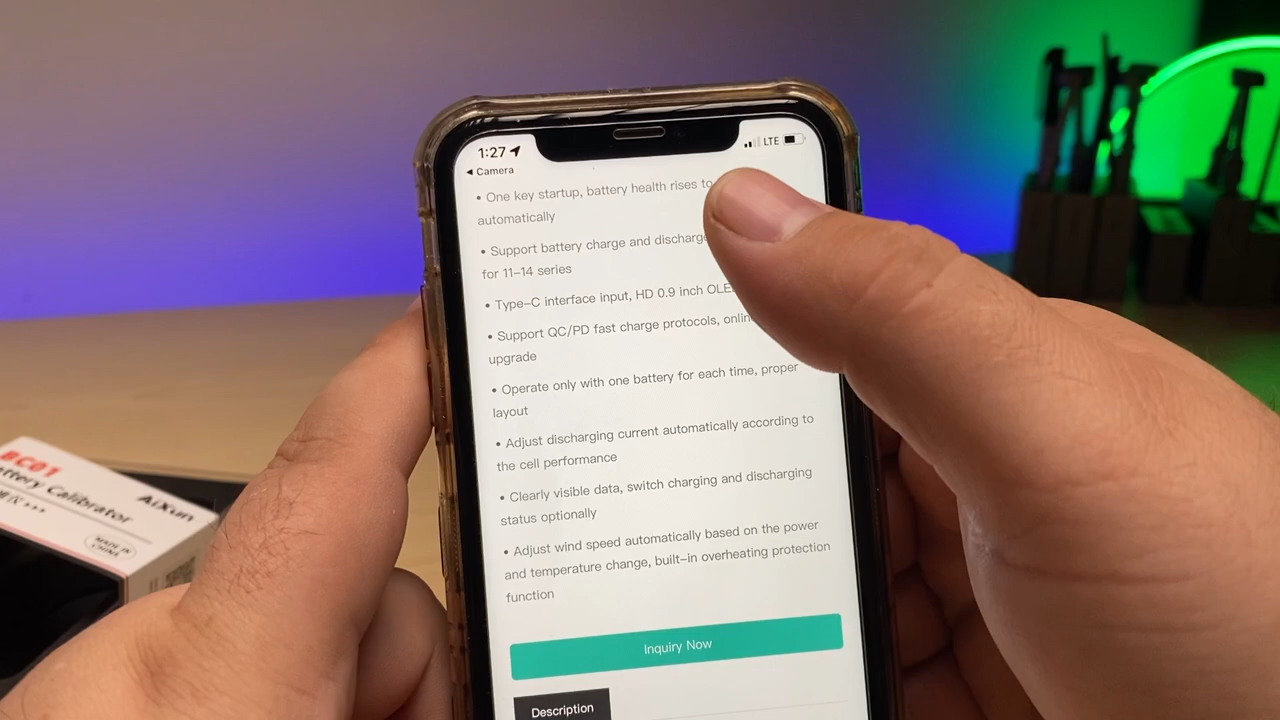 1:27
LTE
Camera
• One key startup, battery health rises to
automatically
• Support battery charge and discharge
for 11-14 series
• Type-C interface input, HD 0.9 inch
• Support QC/PD fast charge protocols,
upgrade
• Operate only with one battery for each time, proper
layout
• Adjust discharging current automatically according to
the cell performance
• Clearly visible data, switch charging and discharging
status optionally
• Adjust wind speed automatically based on the power
and temperature change, built-in overheating protection
function
Inquiry Now
Description
BC01
Calibrator
AiXun
MADE IN
CHINA